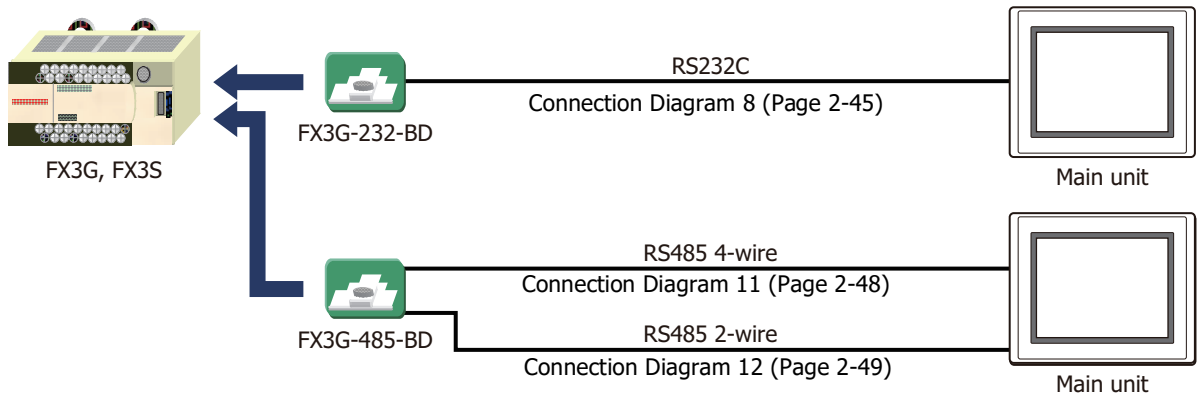 RS232C
Connection Diagram 8 (Page 2-45)
FX3G-232-BD
FX3G, FX3S
Main unit
RS485 4-wire
Connection Diagram 11 (Page 2-48)
FX3G-485-BD
RS485 2-wire
Connection Diagram 12 (Page 2-49)
Main unit